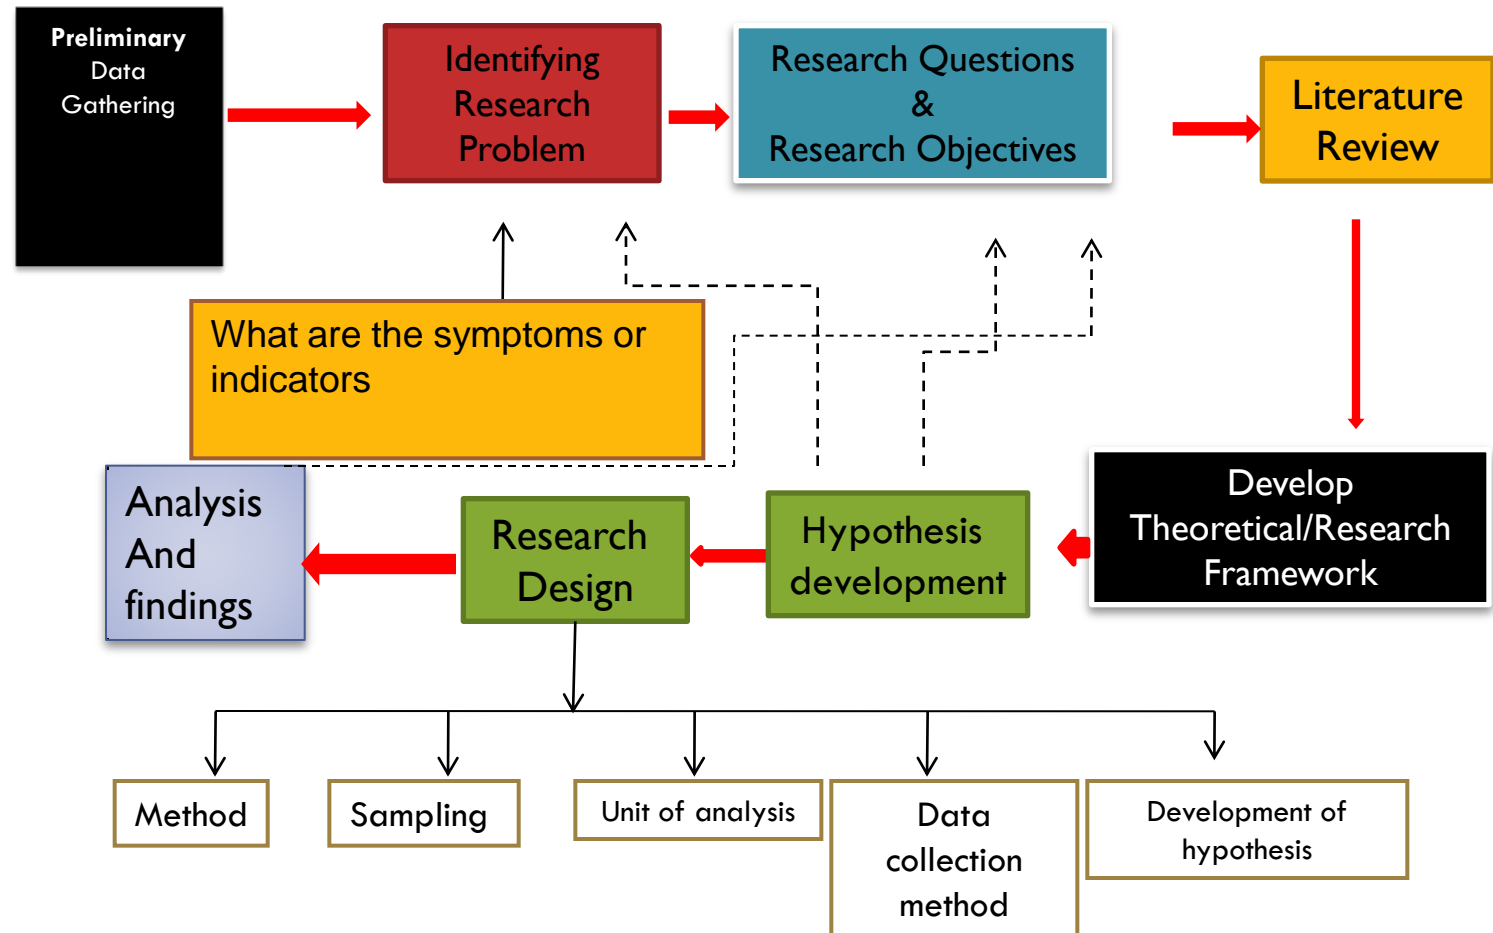 Preliminary
Data
Gathering
Identifying
Research
Problem
Research Questions
&
Research Objectives
Literature
Review
What are the symptoms or
indicators
Analysis
And
findings
Research
Design
Hypothesis
development
Develop
Theoretical/Research
Framework
Method
Sampling
Unit of analysis
Data
collection
method
Development of
hypothesis